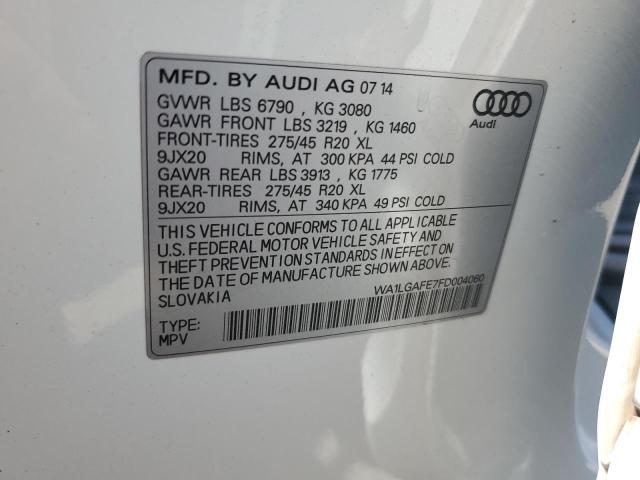 MFD. BY AUDI AG 07 14
GVWR LBS 6790 , KG 3080
GAWR FRONT LBS 3219 , KG 1460
FRONT-TIRES 275/45 R20 XL
9JX20 RIMS, AT 300 KPA 44 PSI COLD
GAWR REAR LBS 3913 , KG 1775
REAR-TIRES 275/45 R20 XL
9JX20 RIMS, AT 340 KPA 49 PSI COLD
Audi
THIS VEHICLE CONFORMS TO ALL APPLICABLE
U.S. FEDERAL MOTOR VEHICLE SAFETY AND
THEFT PREVENTION STANDARDS IN EFFECT ON
THE DATE OF MANUFACTURE SHOWN ABOVE.
SLOVAKIA
WA1LGAFE7FD004060
TYPE:
MPV